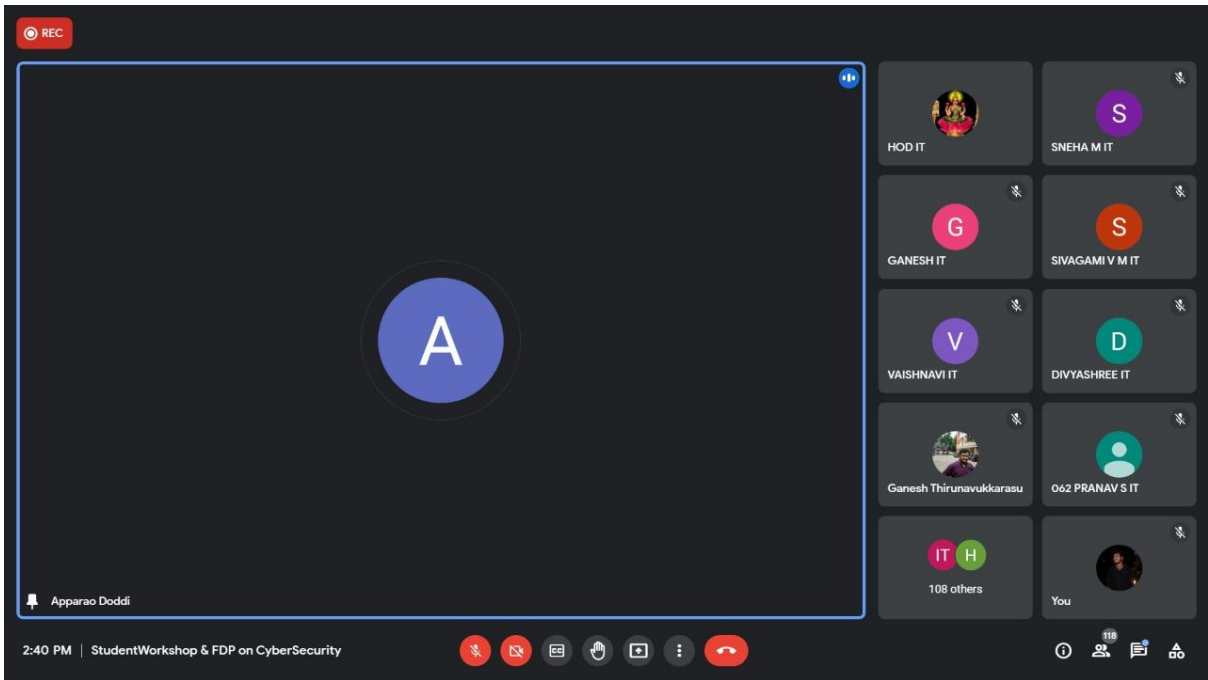 REC
HOD IT
S
SNEHA M IT
G
GANESH IT
S
SIVAGAMI V M IT
A
V
VAISHNAVI IT
D
DIVYASHREE IT
Ganesh Thirunavukkarasu
062 PRANAV S IT
IT H
108 others
You
Apparao Doddi
2:40 PM | StudentWorkshop & FDP on CyberSecurity
CC
118